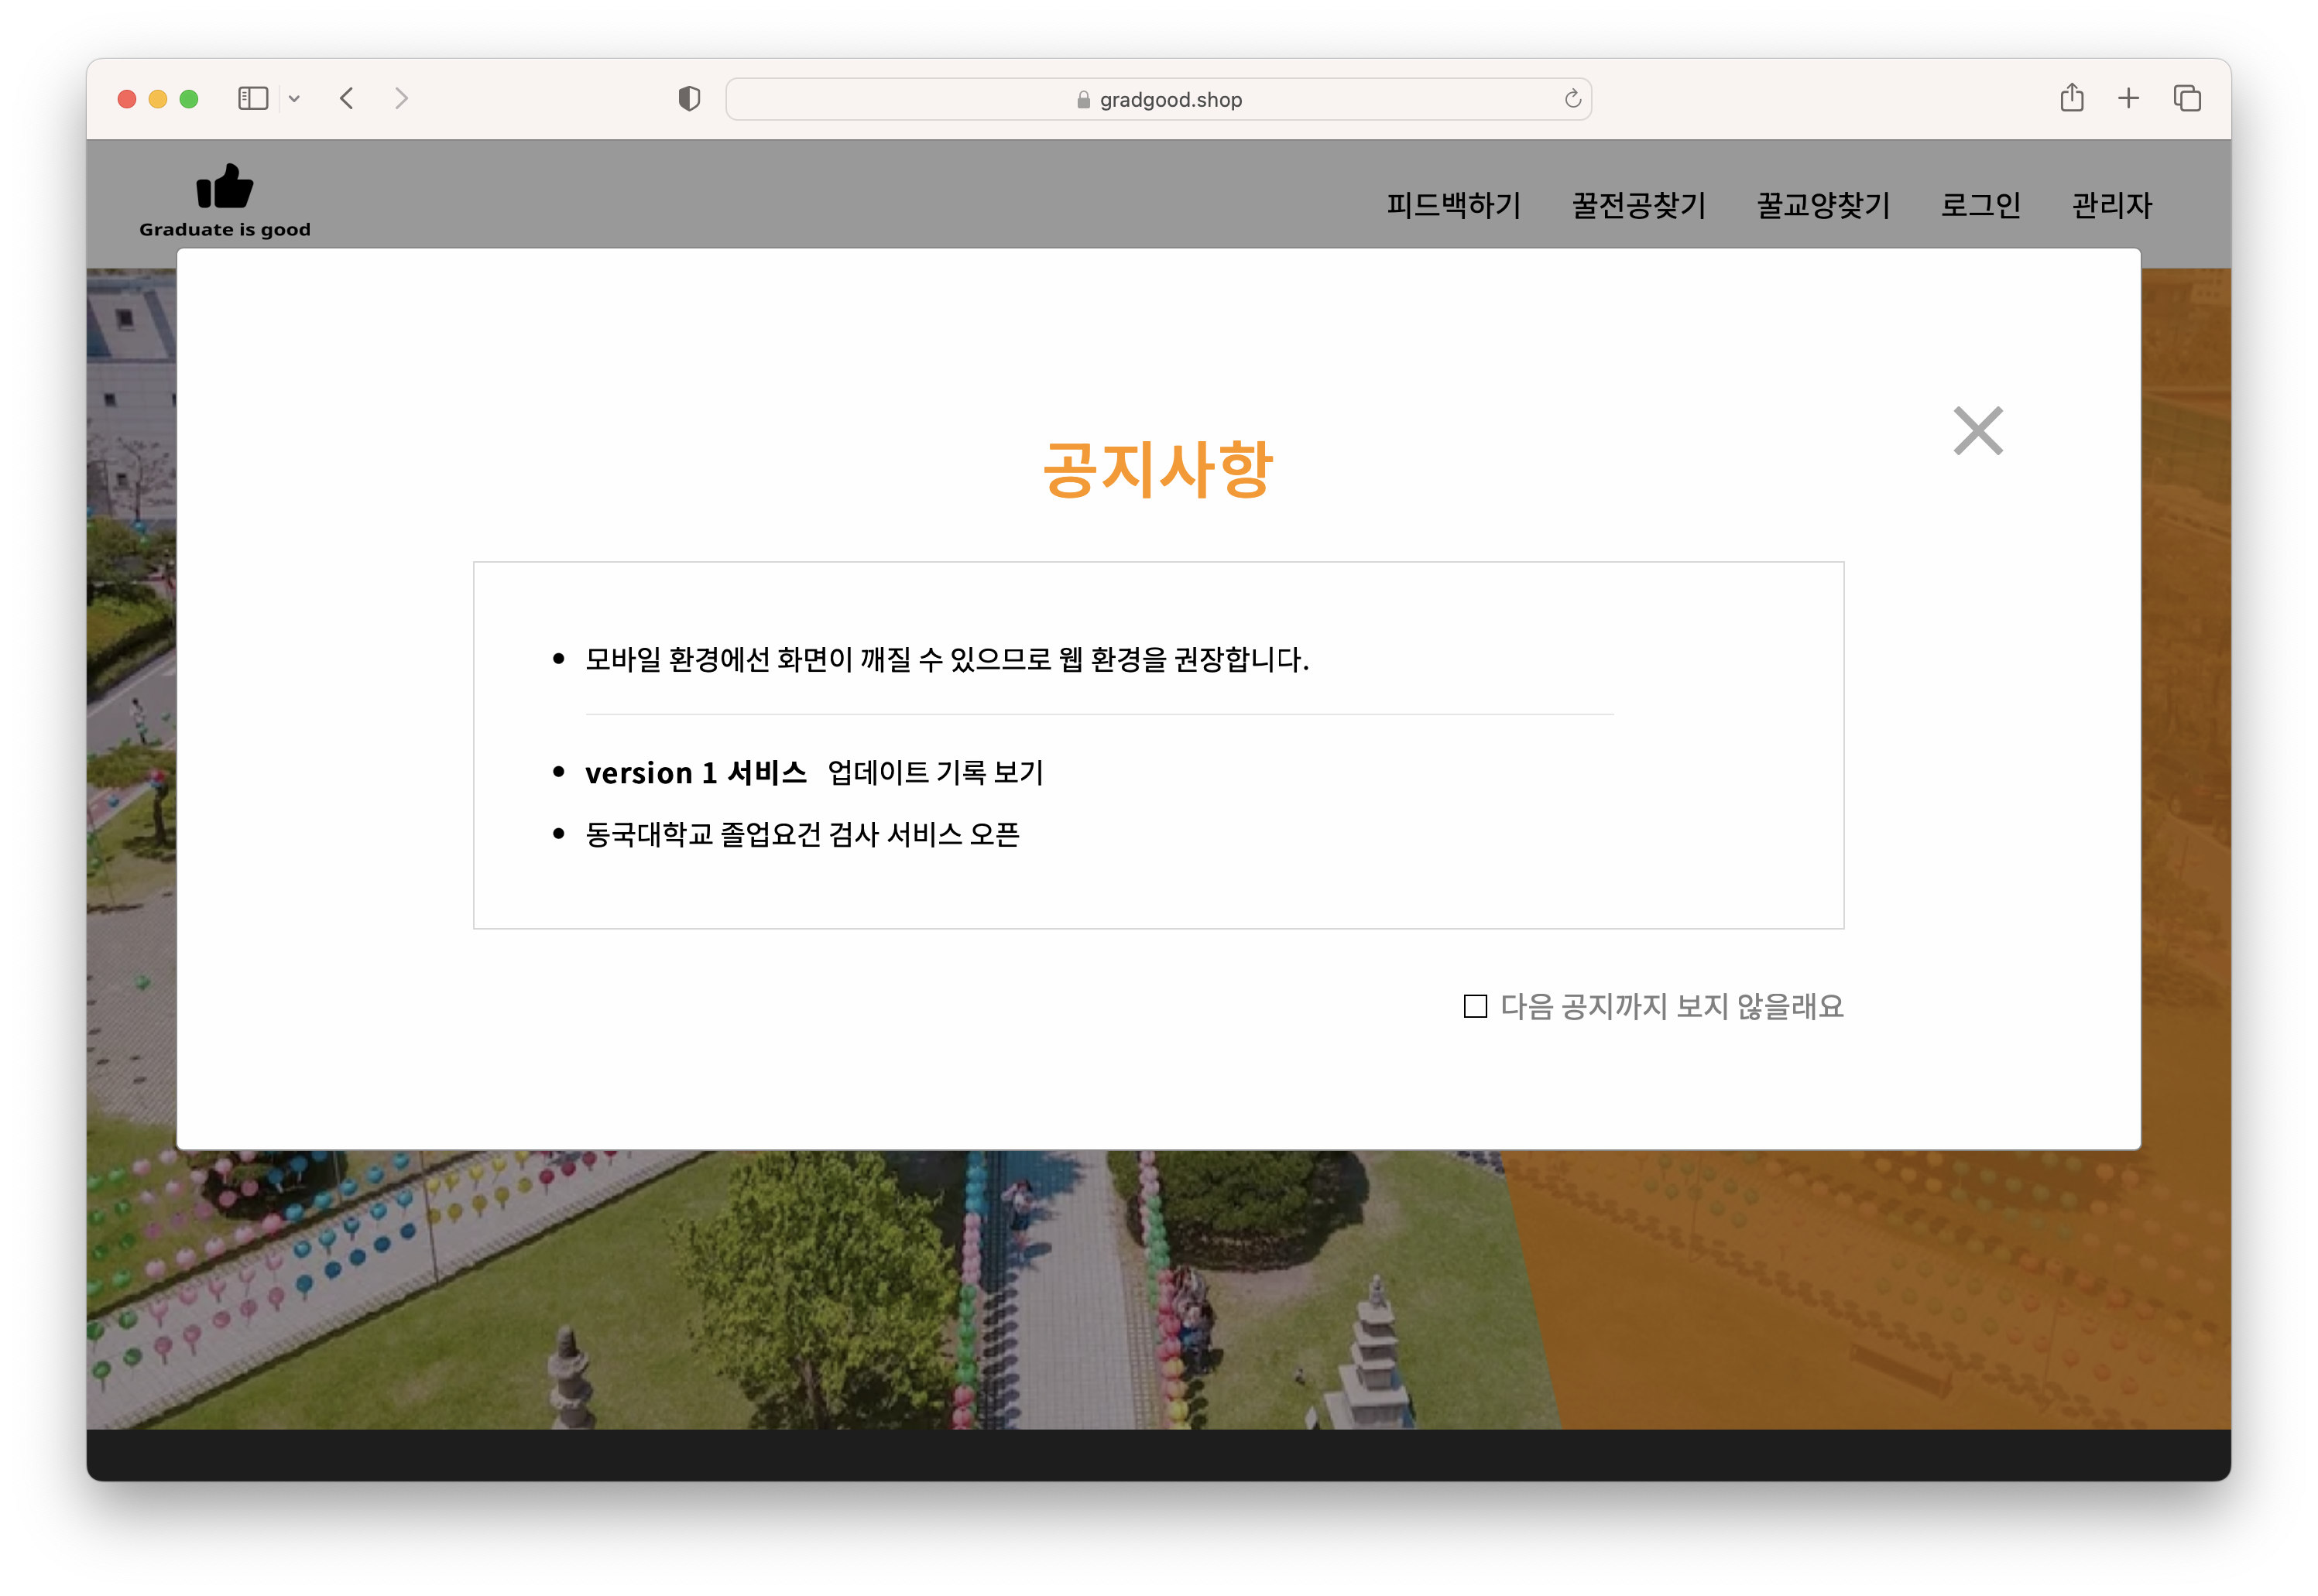 gradgood.shop
Graduate is good
피드백하기 꿀전공찾기 꿀교양찾기 로그인 관리자
공지사항
모바일 환경에선 화면이 깨질 수 있으므로 웹 환경을 권장합니다.
version 1 서비스 업데이트 기록 보기
동국대학교 졸업요건 검사 서비스 오픈
다음 공지까지 보지 않을래요